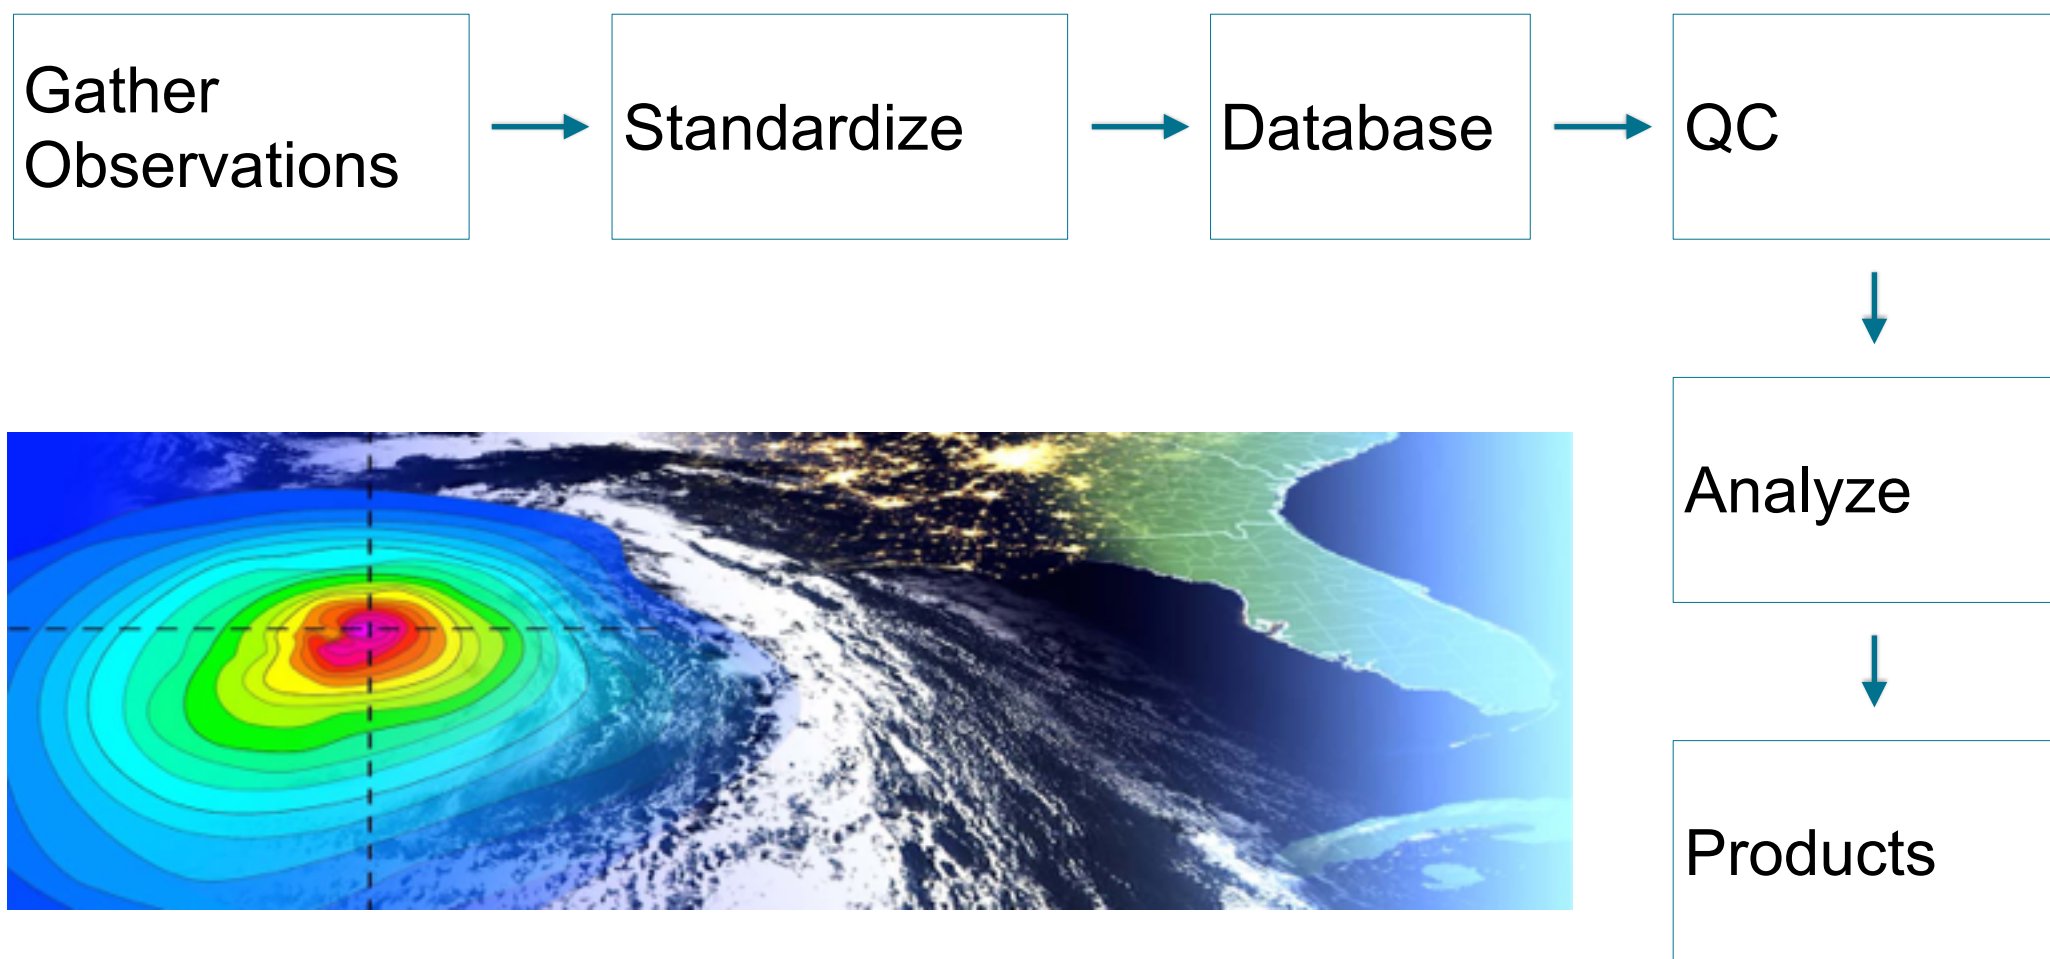 Gather
Observations
Standardize
Database
QC
Analyze
Products